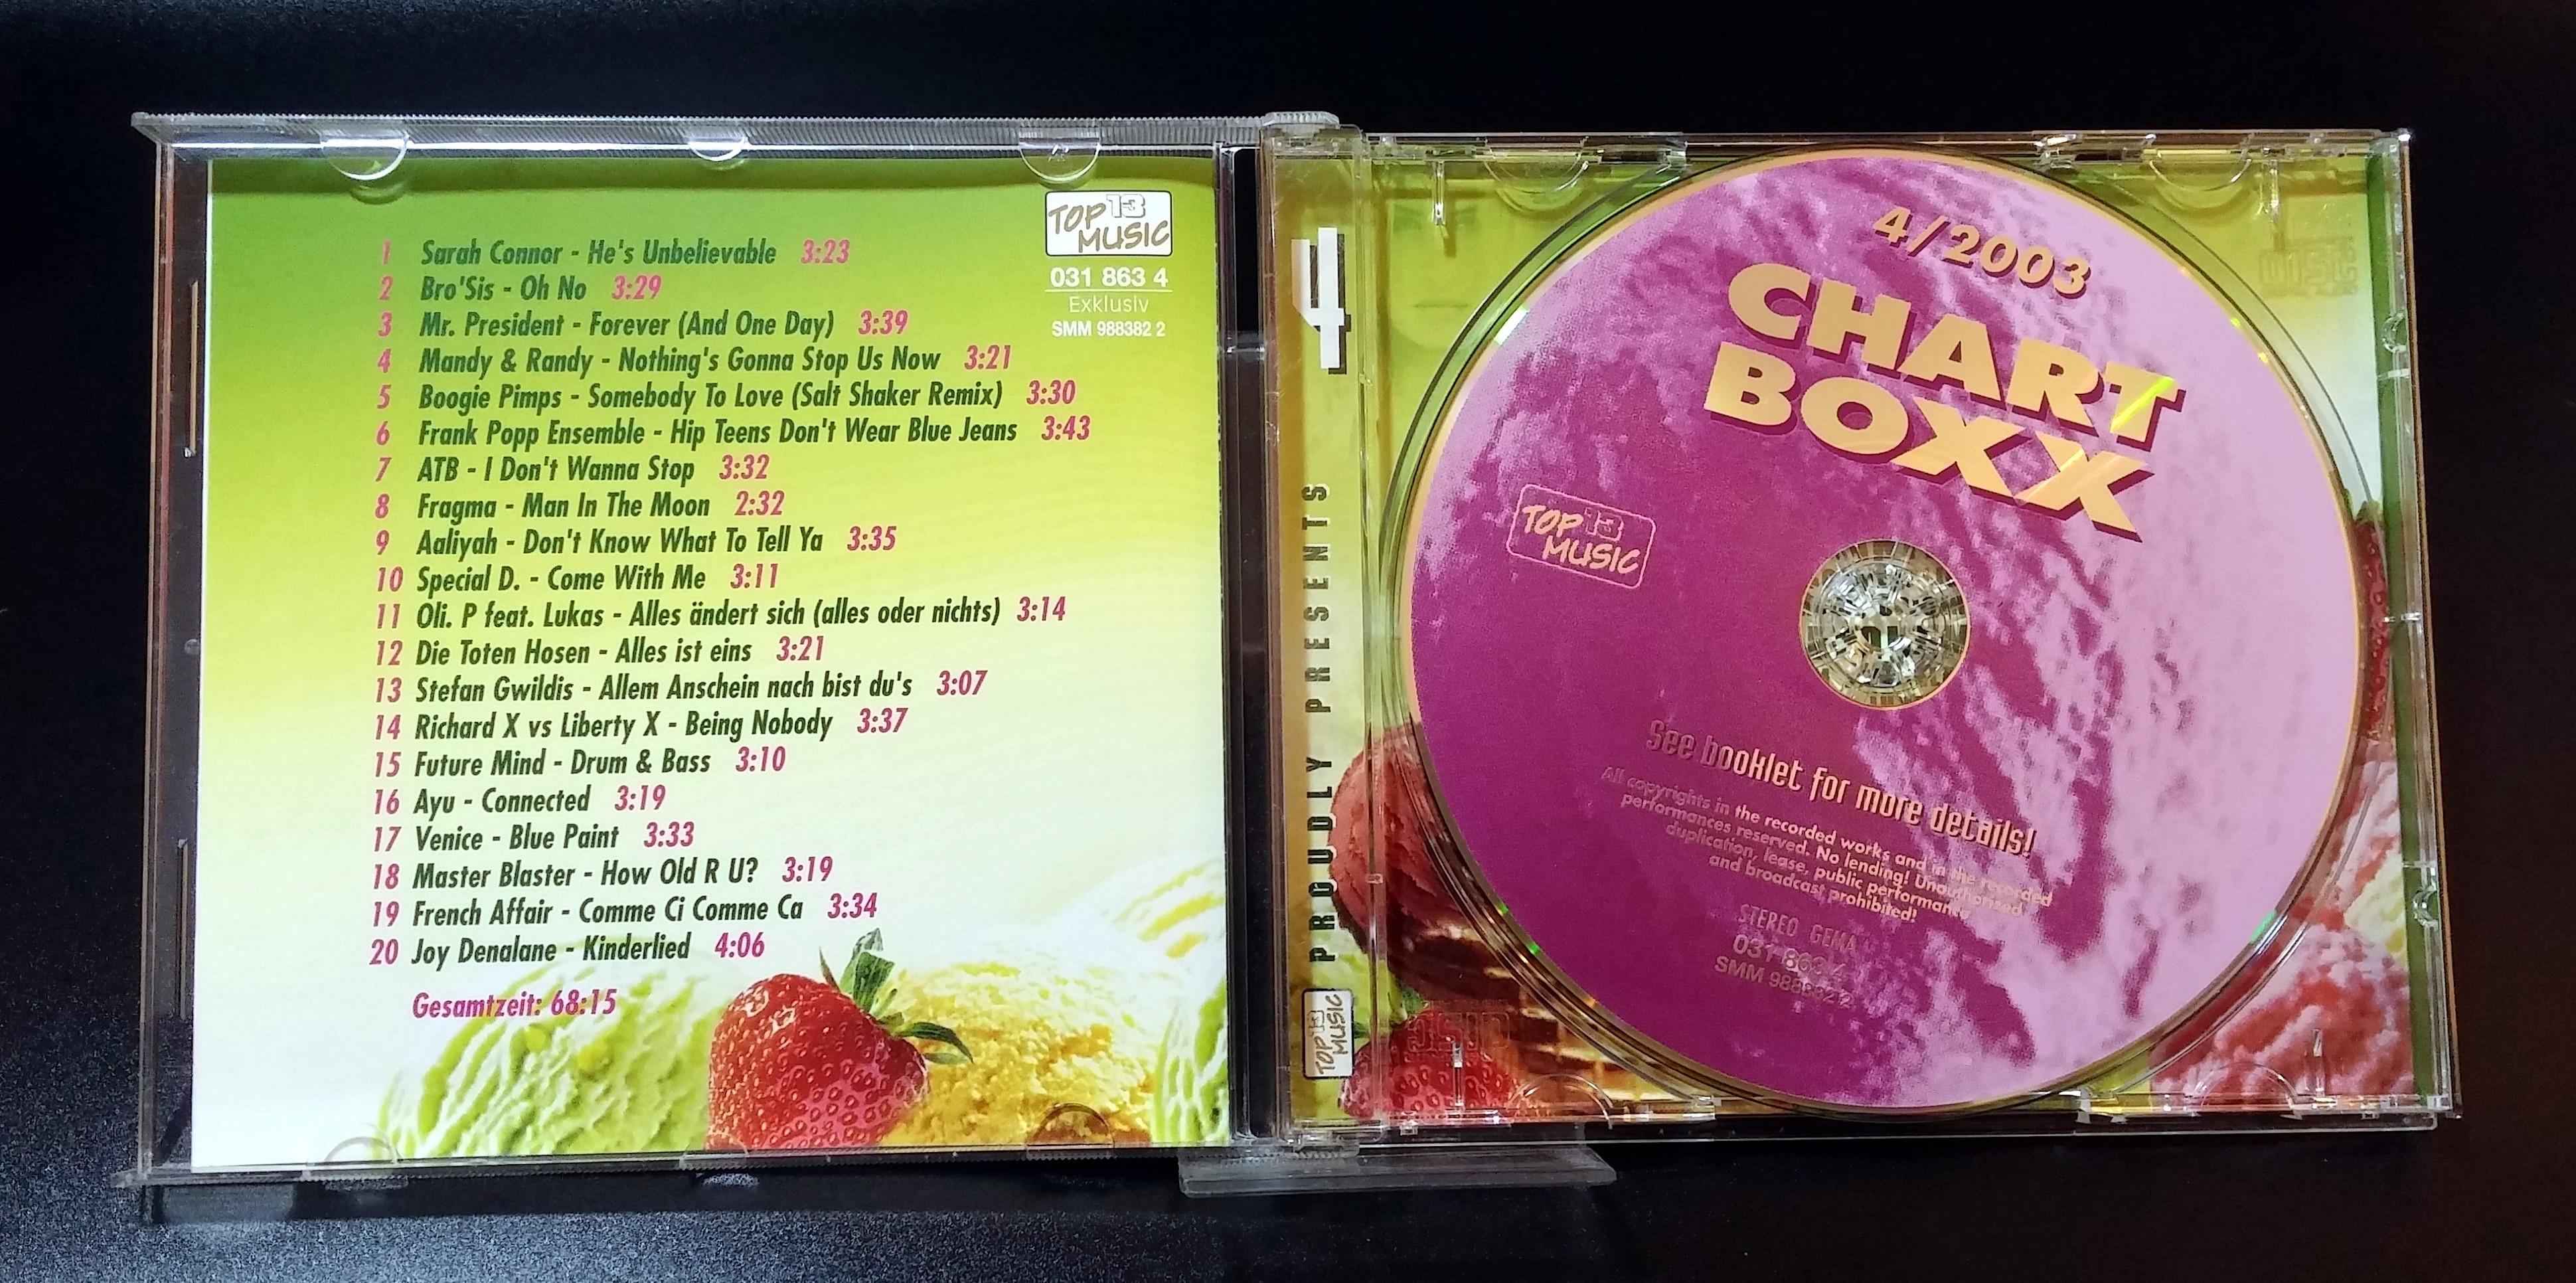 TOP 13
MUSIC
031 863 4
Exklusiv
SMM 988382 2
1 Sarah Connor - He's Unbelievable 3:23
2 Bro'Sis - Oh No 3:29
3 Mr. President - Forever (And One Day) 3:39
4 Mandy & Randy - Nothing's Gonna Stop Us Now 3:21
5 Boogie Pimps - Somebody To Love (Salt Shaker Remix) 3:30
6 Frank Popp Ensemble - Hip Teens Don't Wear Blue Jeans 3:43
7 ATB - I Don't Wanna Stop 3:32
8 Fragma - Man In The Moon 2:32
9 Aaliyah - Don't Know What To Tell Ya 3:35
10 Special D. - Come With Me 3:11
11 Oli. P feat. Lukas - Alles ändert sich (alles oder nichts) 3:14
12 Die Toten Hosen - Alles ist eins 3:21
13 Stefan Gwildis - Allem Anschein nach bist du's 3:07
14 Richard X vs Liberty X - Being Nobody 3:37
15 Future Mind - Drum & Bass 3:10
16 Ayu - Connected 3:19
17 Venice - Blue Paint 3:33
18 Master Blaster - How Old R U? 3:19
19 French Affair - Comme Ci Comme Ca 3:34
20 Joy Denalane - Kinderlied 4:06
Gesamtzeit: 68:15
4
PROUDLY PRESENTS
TOP 13
MUSIC
4/2003
CHART
BOXX
TOP 13
MUSIC
See booklet for more details!
All copyrights in the recorded works and in the recorded
performances reserved. No lending! Unauthorized
duplication, lease, public performance
and broadcast prohibited!
STEREO GEMA
031 863 4
SMM 988382 2